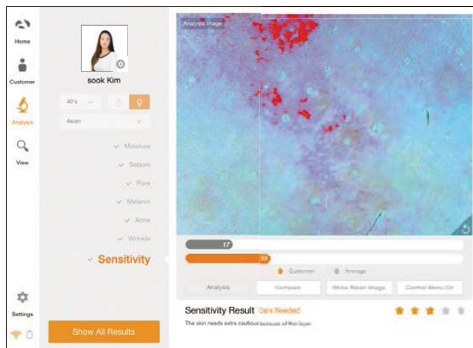 Home
Customer
Analysis
View
Settings
sook Kim
40's
Asian
Moisture
Sebum
Pore
Melanin
Acne
Wrinkle
Sensitivity
Show All Results
Analysis Image
17
Customer
Average
Analysis
Compare
Show Basic Image
Control Menu On
Sensitivity Result Care Needed
The skin needs extra cautious because of thin layer.